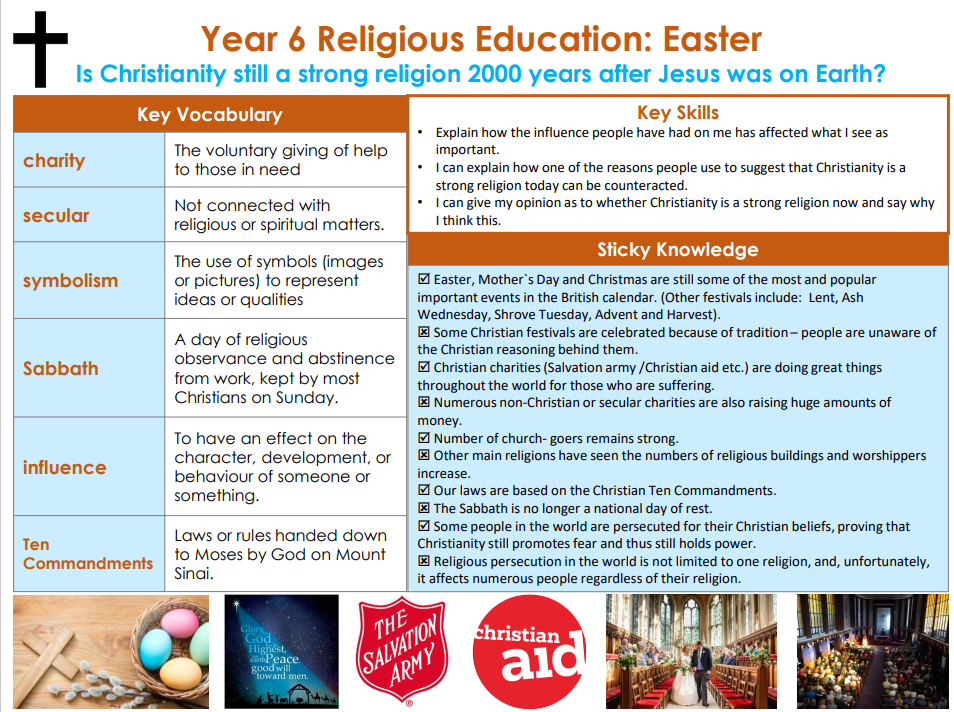 Year 6 Religious Education: Easter
Is Christianity still a strong religion 2000 years after Jesus was on Earth?
Key Vocabulary
charity
The voluntary giving of help
to those in need
secular
Not connected with
religious or spiritual matters.
symbolism
The use of symbols (images
or pictures) to represent
ideas or qualities
Sabbath
A day of religious
observance and abstinence
from work, kept by most
Christians on Sunday.
influence
To have an effect on the
character, development, or
behaviour of someone or
something.
Ten
Commandments
Laws or rules handed down
to Moses by God on Mount
Sinai.
Key Skills
• Explain how the influence people have had on me has affected what I see as
important.
• I can explain how one of the reasons people use to suggest that Christianity is a
strong religion today can be counteracted.
• I can give my opinion as to whether Christianity is a strong religion now and say why
I think this.
Sticky Knowledge
☑ Easter, Mother`s Day and Christmas are still some of the most and popular
important events in the British calendar. (Other festivals include: Lent, Ash
Wednesday, Shrove Tuesday, Advent and Harvest).
☒ Some Christian festivals are celebrated because of tradition – people are unaware of
the Christian reasoning behind them.
☑ Christian charities (Salvation army /Christian aid etc.) are doing great things
throughout the world for those who are suffering.
☒ Numerous non-Christian or secular charities are also raising huge amounts of
money.
☑ Number of church- goers remains strong.
☒ Other main religions have seen the numbers of religious buildings and worshippers
increase.
☑ Our laws are based on the Christian Ten Commandments.
☒ The Sabbath is no longer a national day of rest.
☑ Some people in the world are persecuted for their Christian beliefs, proving that
Christianity still promotes fear and thus still holds power.
☒ Religious persecution in the world is not limited to one religion, and, unfortunately,
it affects numerous people regardless of their religion.
Glory
God
Highest,
earth Peace
good will
toward men.
THE
SALVATION
ARMY
®
christian
aid